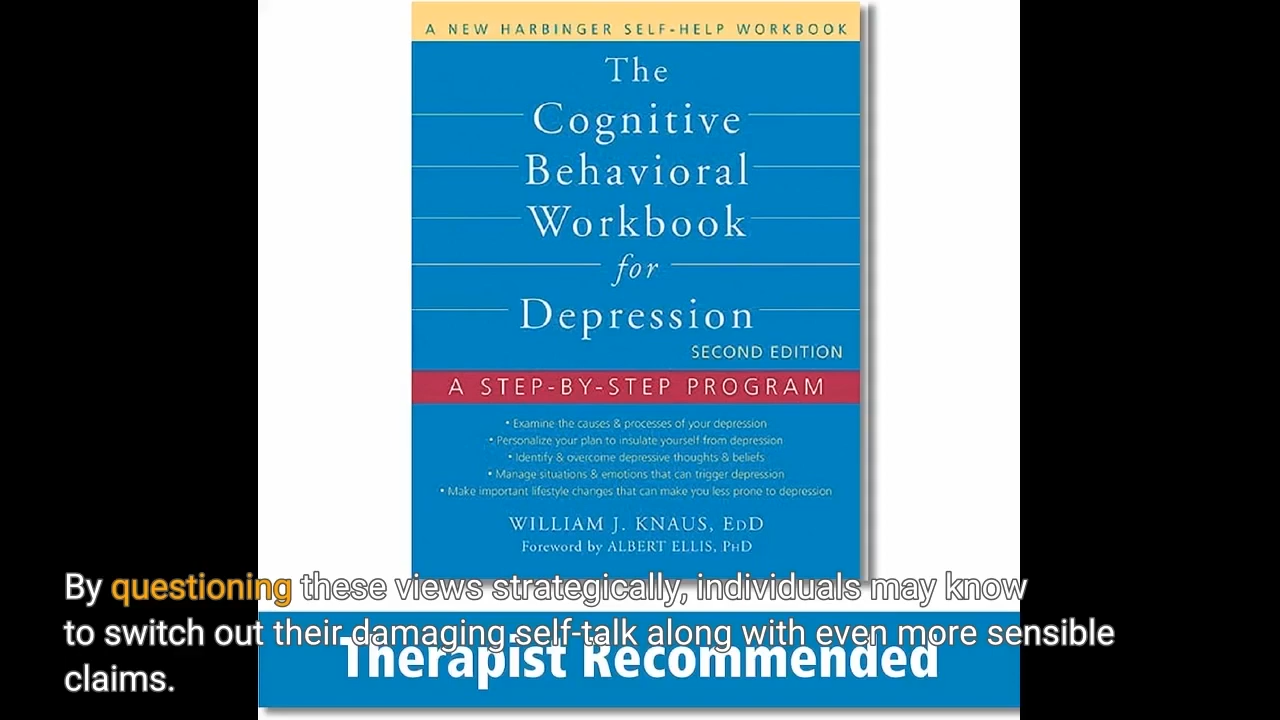 A NEW HARBINGER SELF-HELP WORKBOOK
The
Cognitive
Behavioral
Workbook
for
Depression
SECOND EDITION
A STEP-BY-STEP PROGRAM
• Examine the causes & processes of your depression
• Personalize your plan to insulate yourself from depression
• Identify & overcome depressive thoughts & beliefs
• Manage situations & emotions that can trigger depression
• Make important lifestyle changes that can make you less prone to depression
WILLIAM J. KNAUS, EDD
Foreword by ALBERT ELLIS, PHD
By questioning these views strategically, individuals may know
to switch out their damaging self-talk along with even more sensible
claims.
Therapist Recommended